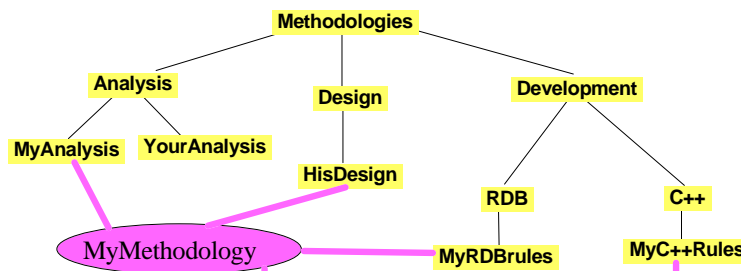 Methodologies
Analysis
Design
Development
MyAnalysis
YourAnalysis
HisDesign
RDB
C++
MyMethodology
MyRDBrules
MyC++Rules